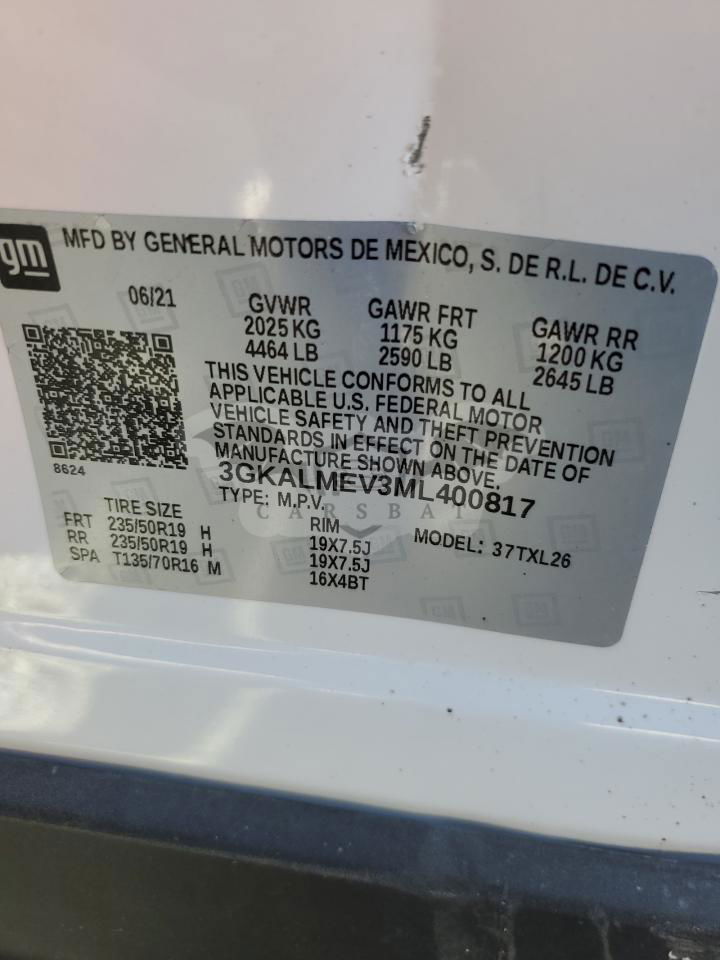 gm
MFD BY GENERAL MOTORS DE MEXICO, S. DE R.L. DE C.V.
06/21
GVWR
2025 KG
4464 LB
GAWR FRT
1175 KG
2590 LB
GAWR RR
1200 KG
2645 LB
THIS VEHICLE CONFORMS TO ALL
APPLICABLE U.S. FEDERAL MOTOR
VEHICLE SAFETY AND THEFT PREVENTION
STANDARDS IN EFFECT ON THE DATE OF
MANUFACTURE SHOWN ABOVE.
8624
3GKALMEV3ML400817
TYPE: M.P.V.
CARSBAT
MODEL: 37TXL26
TIRE SIZE
RIM
FRT 235/50R19 H 19X7.5J
RR 235/50R19 H 19X7.5J
SPA T135/70R16 M 16X4BT